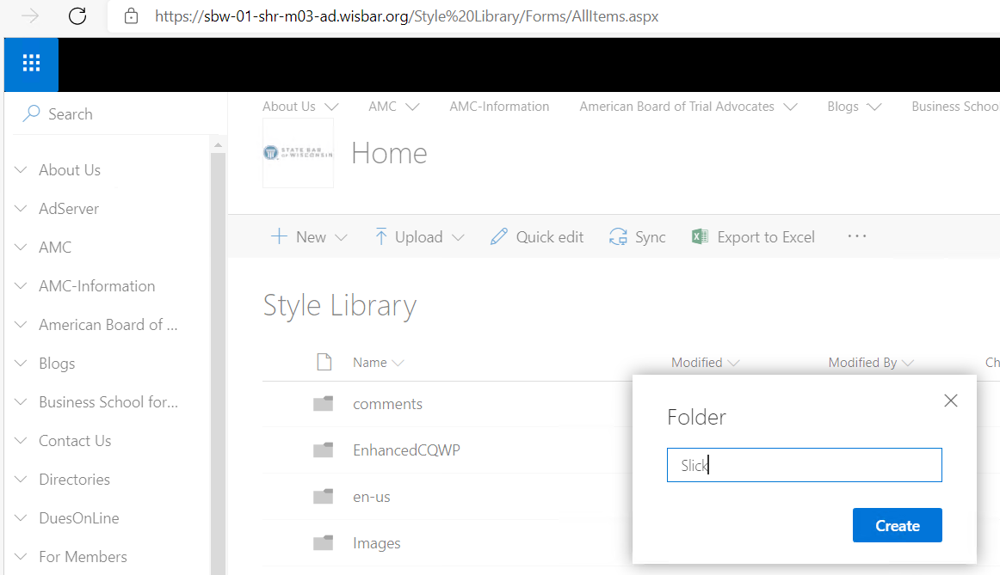 https://sbw-01-shr-m03-ad.wisbar.org/Style%20Library/Forms/AllItems.aspx
Search
About Us AMC AMC-Information American Board of Trial Advocates Blogs Business Schoo
STATE BAR
OF WISCONSIN
Home
About Us
AdServer
AMC
AMC-Information
American Board of ...
Blogs
Business School for...
Contact Us
Directories
DuesOnLine
For Members
New Upload Quick edit Sync Export to Excel ...
Style Library
Name Modified Modified By Ch
comments
EnhancedCQWP
en-us
Images
Folder
Slick
Create